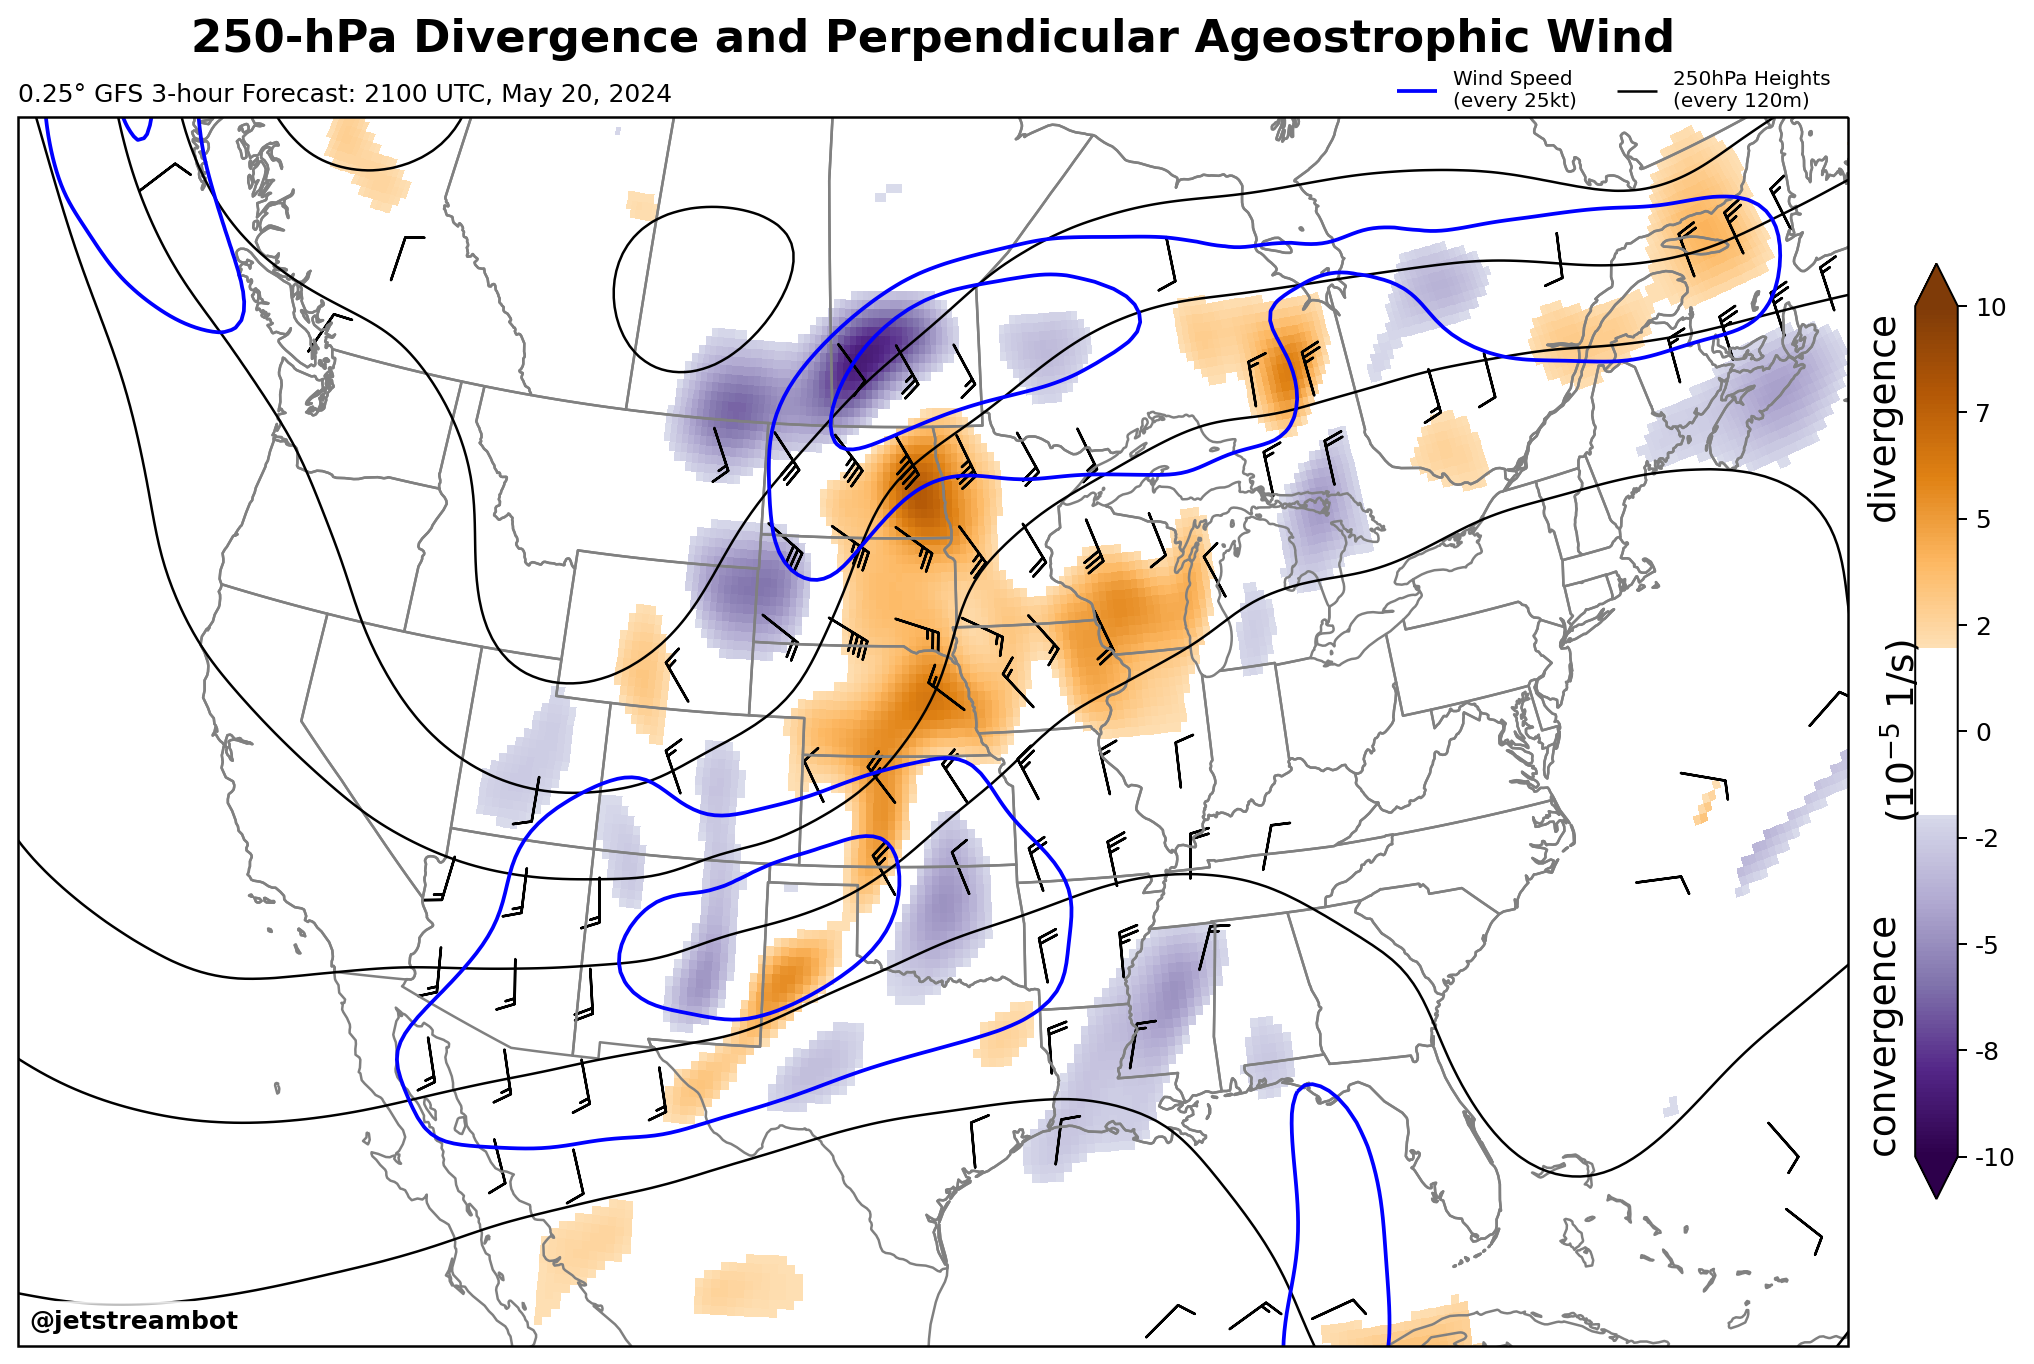 250-hPa Divergence and Perpendicular Ageostrophic Wind
0.25° GFS 3-hour Forecast: 2100 UTC, May 20, 2024
Wind Speed
(every 25kt)
250hPa Heights
(every 120m)
10
7
5
2
0
-2
-5
-8
-10
convergence (10⁻⁵ 1/s) divergence
@jetstreambot